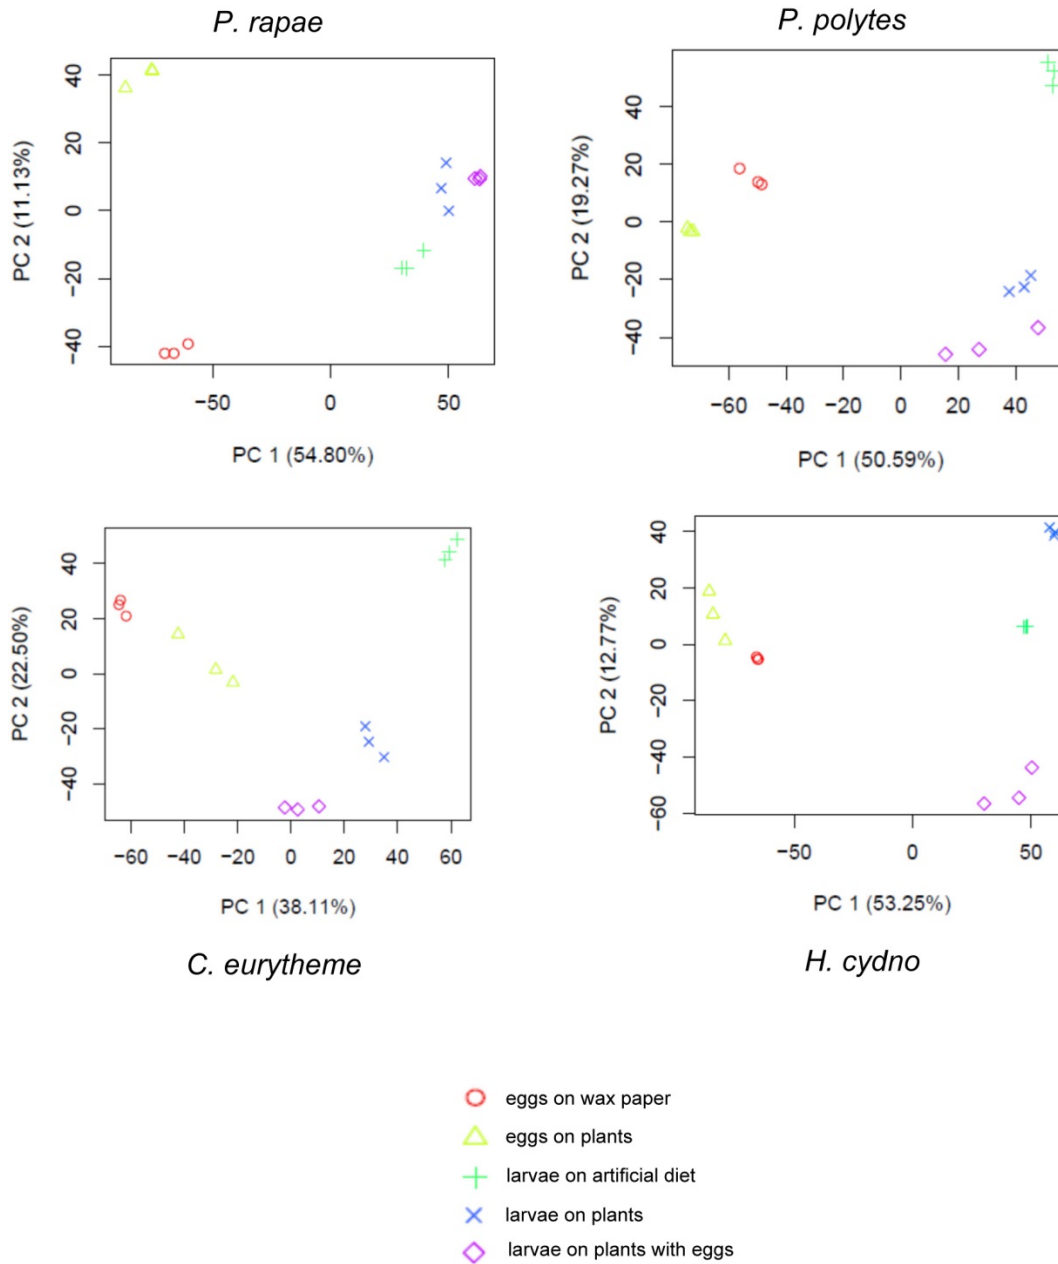 P. rapae
P. polytes
PC 2 (11.13%)
40
20
0
−20
−40
−50
0
50
PC 1 (54.80%)
PC 2 (19.27%)
40
20
0
−20
−40
−60
−40
−20
0
20
40
PC 1 (50.59%)
PC 2 (22.50%)
40
20
0
−20
−40
−60
−40
−20
0
20
40
60
PC 1 (38.11%)
PC 2 (12.77%)
40
20
0
−20
−40
−60
−50
0
50
PC 1 (53.25%)
C. eurytheme
H. cydno
eggs on wax paper
eggs on plants
larvae on artificial diet
larvae on plants
larvae on plants with eggs